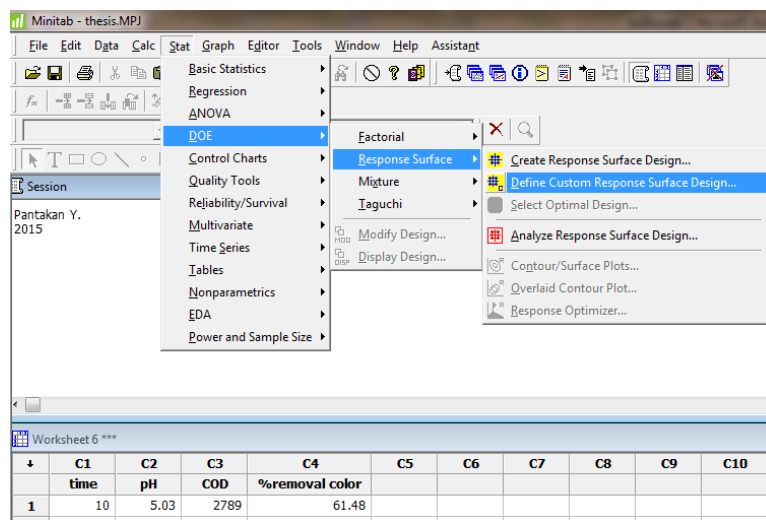 Minitab - thesis.MPJ
File Edit Data Calc Stat Graph Editor Tools Window Help Assistant
Basic Statistics
Regression
ANOVA
DOE
Control Charts
Quality Tools
Reliability/Survival
Multivariate
Time Series
Tables
Nonparametrics
EDA
Power and Sample Size
Factorial
Response Surface
Mixture
Taguchi
Modify Design...
Display Design...
Create Response Surface Design...
Define Custom Response Surface Design...
Select Optimal Design...
Analyze Response Surface Design...
Contour/Surface Plots...
Overlaid Contour Plot...
Response Optimizer...
Session
Pantakan Y.
2015
Worksheet 6 ***
C1 C2 C3 C4 C5 C6 C7 C8 C9 C10
time pH COD %removal color
1 10 5.03 2789 61.48